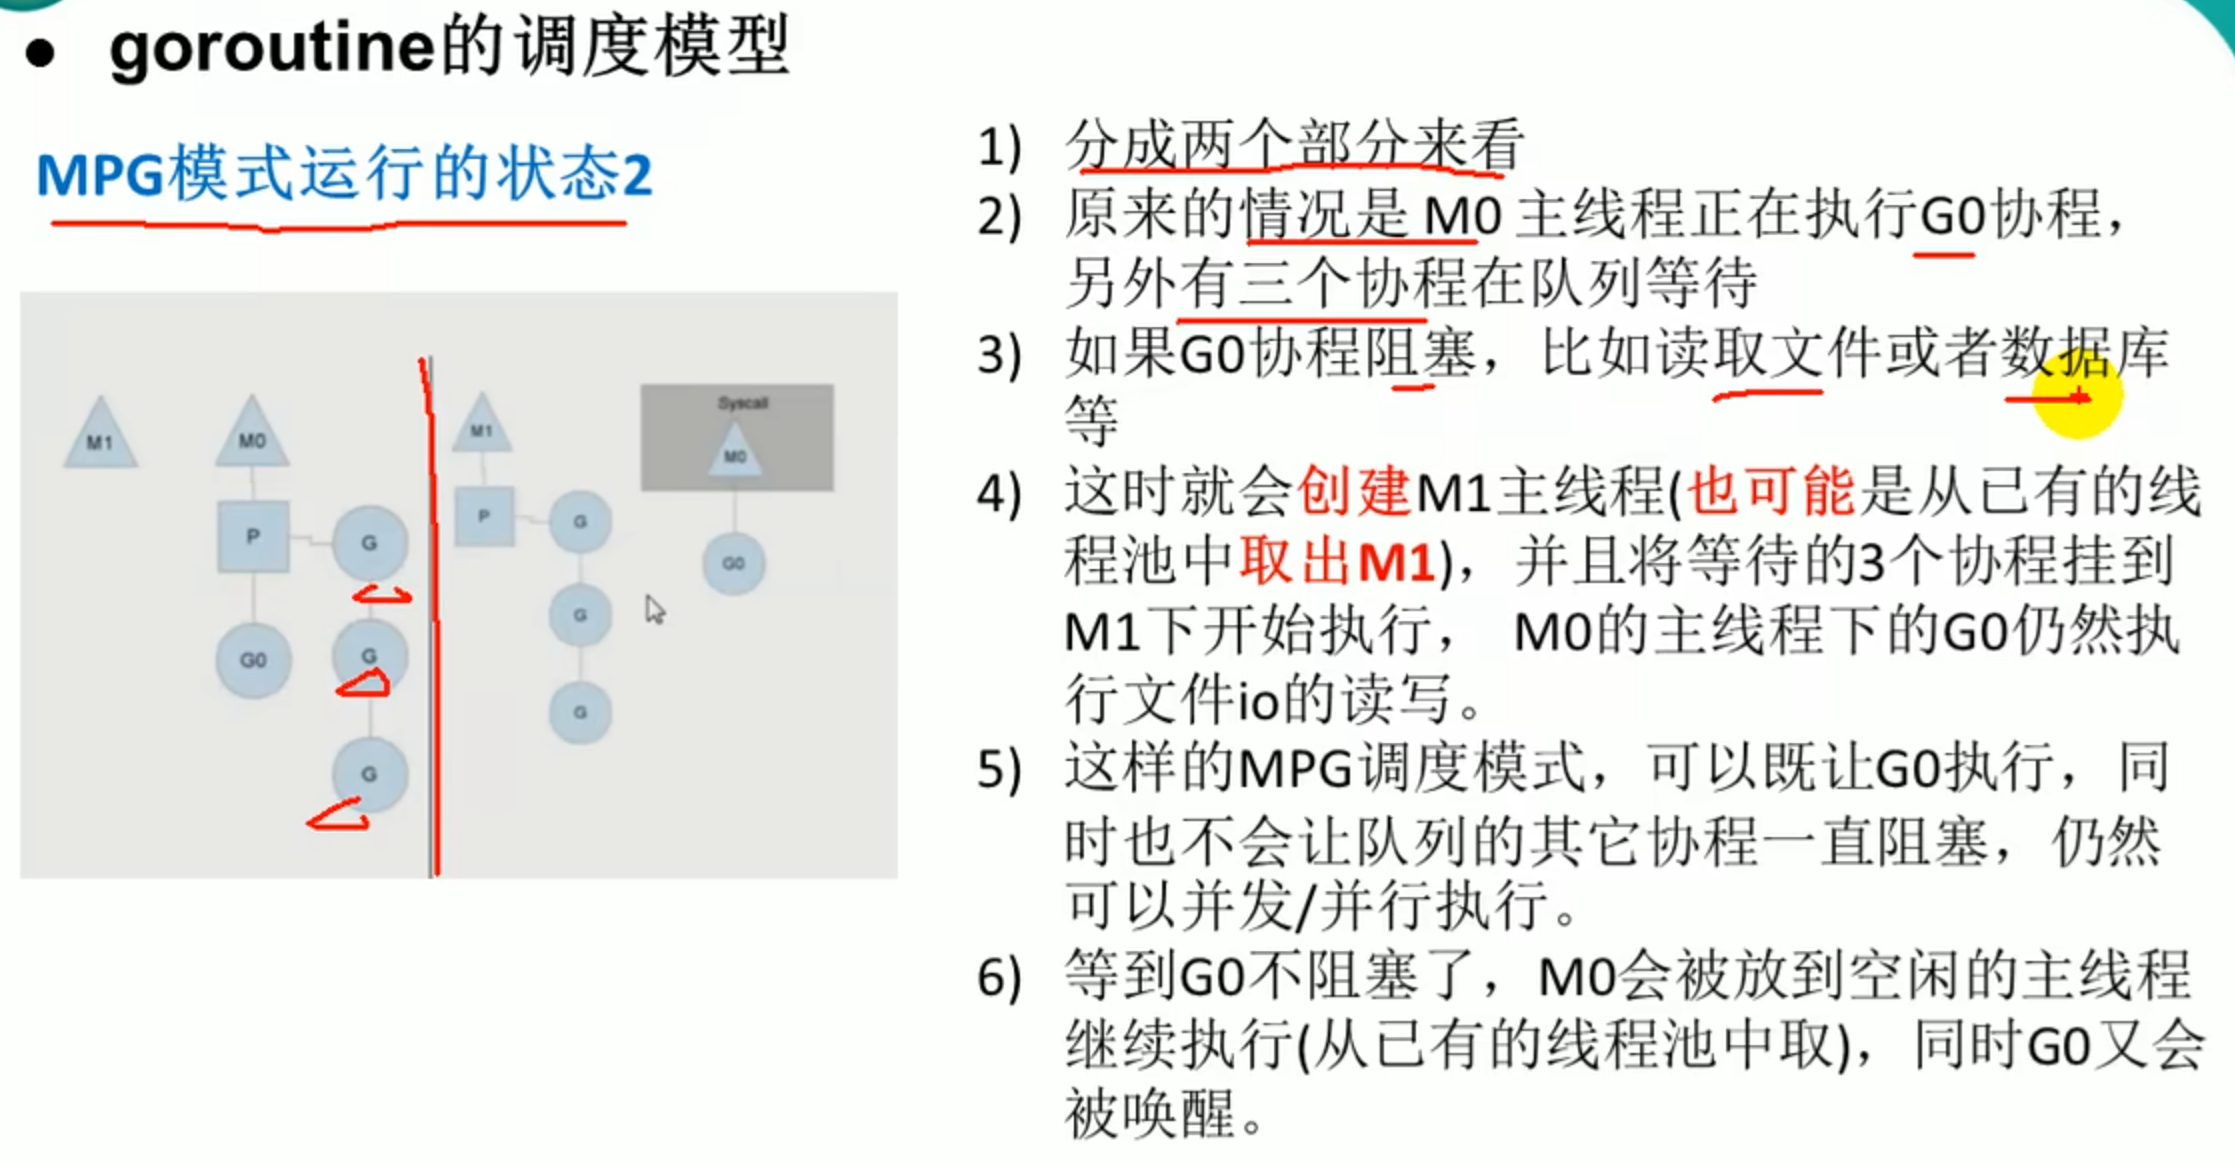 ● goroutine的调度模型
MPG模式运行的状态2
M1
M0
P
G
G0
G
G
M1
P
G
G
G
Syscall
M0
G0
1) 分成两个部分来看
2) 原来的情况是 M0 主线程正在执行G0协程,
另外有三个协程在队列等待
3) 如果G0协程阻塞，比如读取文件或者数据库
等
4) 这时就会创建M1主线程(也可能是从已有的线
程池中取出M1)，并且将等待的3个协程挂到
M1下开始执行， M0的主线程下的G0仍然执
行文件io的读写。
5) 这样的MPG调度模式，可以既让G0执行，同
时也不会让队列的其它协程一直阻塞，仍然
可以并发/并行执行。
6) 等到G0不阻塞了，M0会被放到空闲的主线程
继续执行(从已有的线程池中取)，同时G0又会
被唤醒。